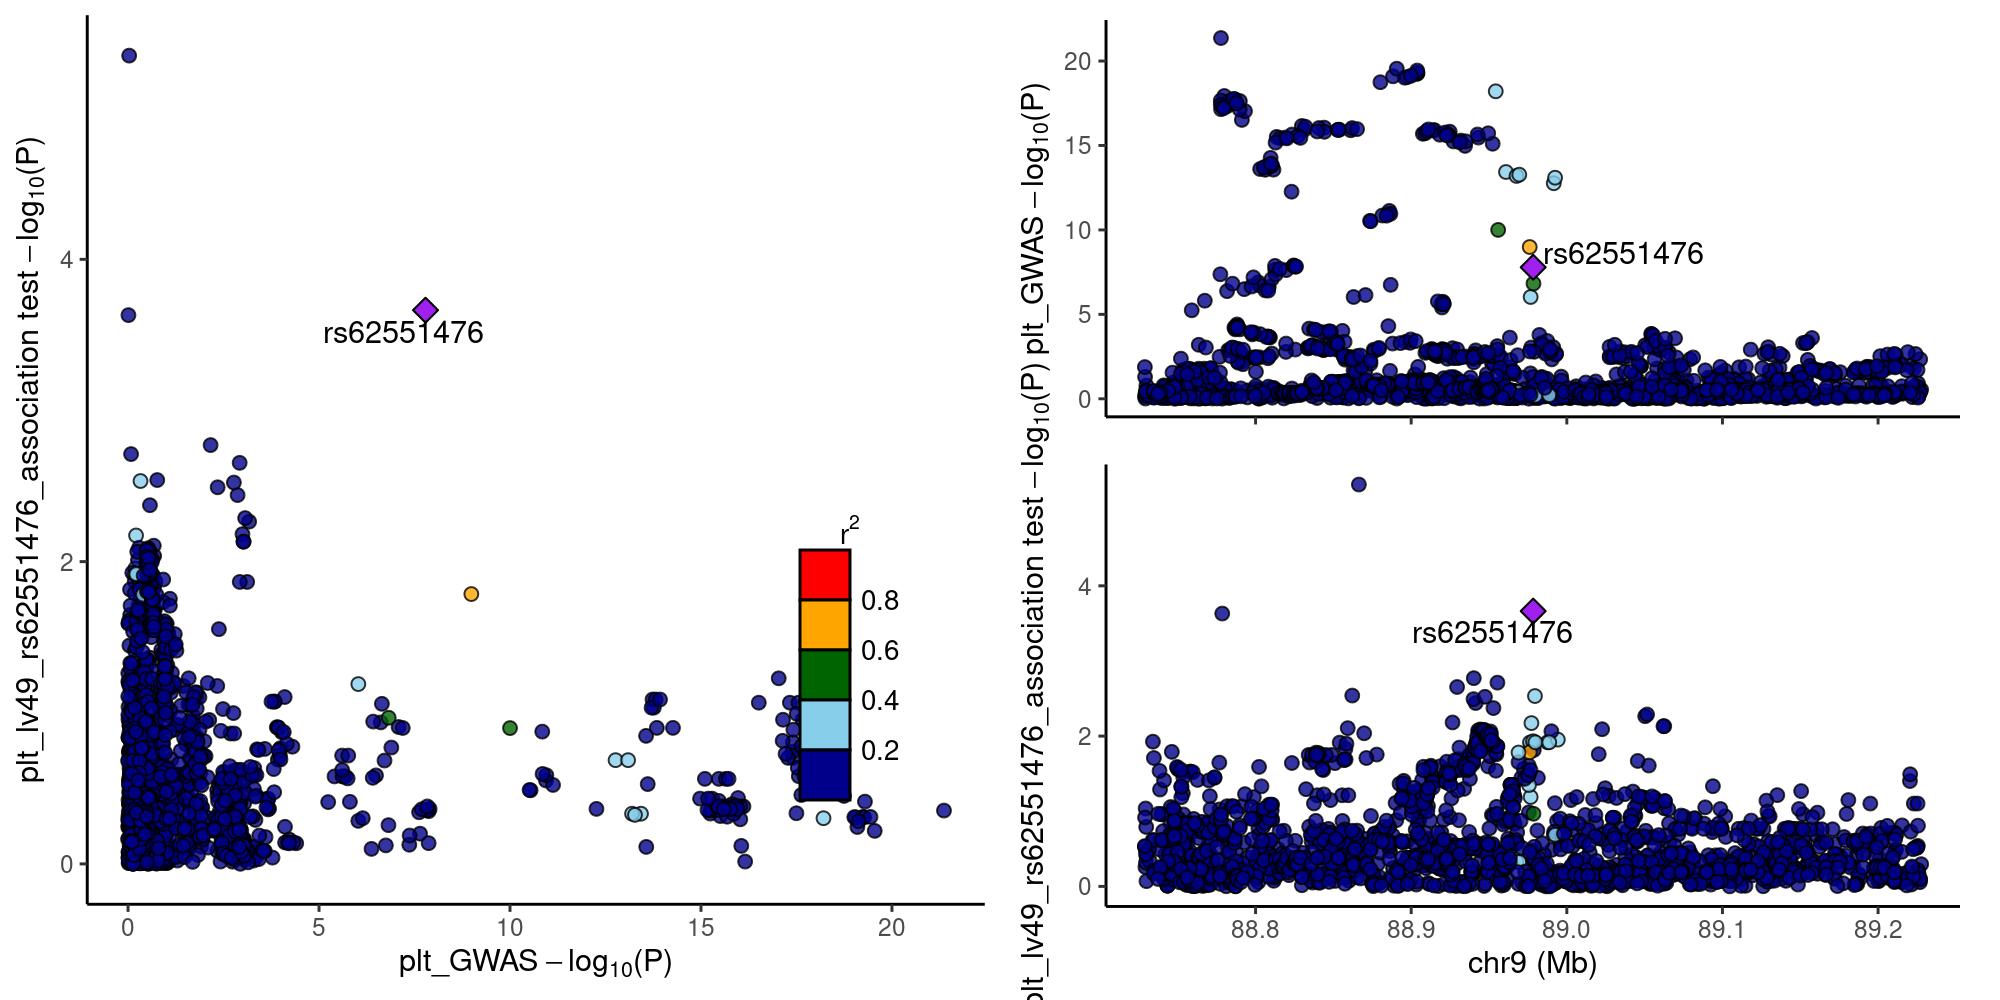 plt_lv49_rs62551476_association test −log10(P)
4
2
0
rs62551476
r2
0.8
0.6
0.4
0.2
0
5
10
15
20
plt_GWAS −log10(P)
plt_GWAS −log10(P)
20
15
10
5
0
rs62551476
plt_lv49_rs62551476_association test −log10(P)
4
2
0
rs62551476
88.8
88.9
89.0
89.1
89.2
chr9 (Mb)